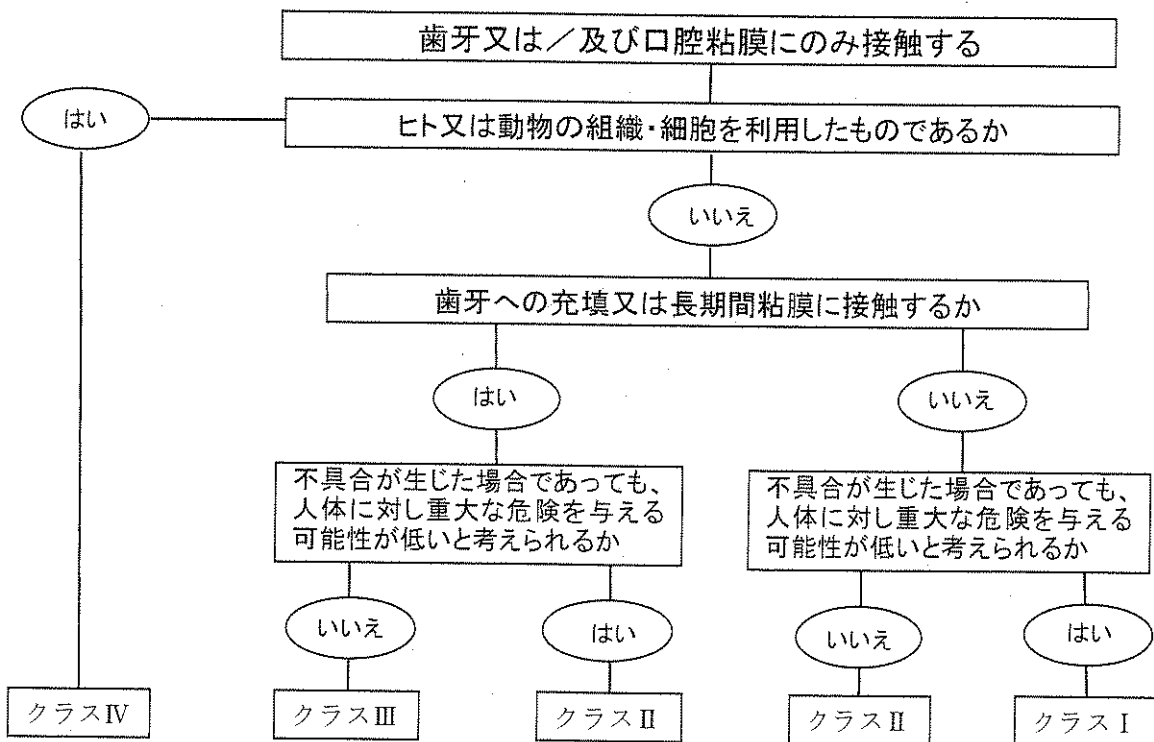 歯牙又は／及び口腔粘膜にのみ接触する
はい
ヒト又は動物の組織・細胞を利用したものであるか
いいえ
歯牙への充填又は長期間粘膜に接触するか
はい
いいえ
不具合が生じた場合であっても、
人体に対し重大な危険を与える
可能性が低いと考えられるか
不具合が生じた場合であっても、
人体に対し重大な危険を与える
可能性が低いと考えられるか
いいえ
はい
いいえ
はい
クラスⅣ
クラスⅢ
クラスⅡ
クラスⅡ
クラスⅠ